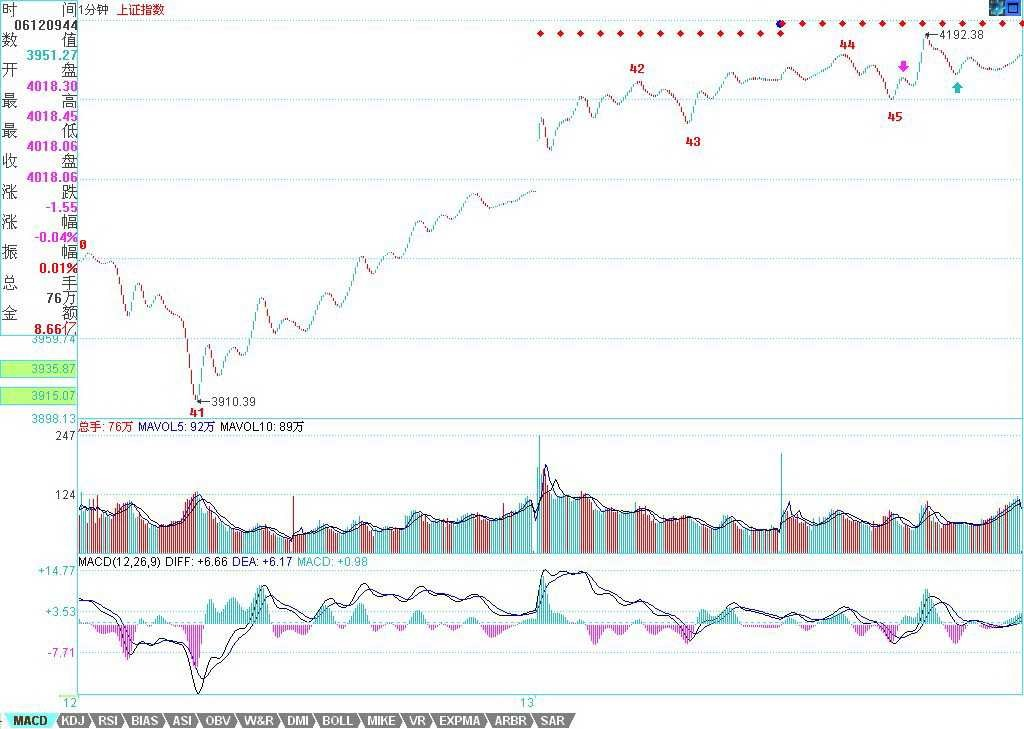 时间 1分钟 上证指数
06120944
数值
3951.27
开盘
4018.30
最高
4018.45
最低
4018.06
收盘
4018.06
涨跌
-1.55
涨幅
-0.04%
振幅
0.01%
总手
76万
金额
8.66亿
3959.74
3935.87
3915.07
3898.13
0
41
3910.39
42
43
44
45
4192.38
总手: 76万 MAVOL5: 92万 MAVOL10: 89万
247
124
MACD(12,26,9) DIFF: +6.66 DEA: +6.17 MACD: +0.98
+14.77
+3.53
-7.71
12 13
MACD KDJ RSI BIAS ASI OBV W&R DMI BOLL MIKE VR EXPMA ARBR SAR